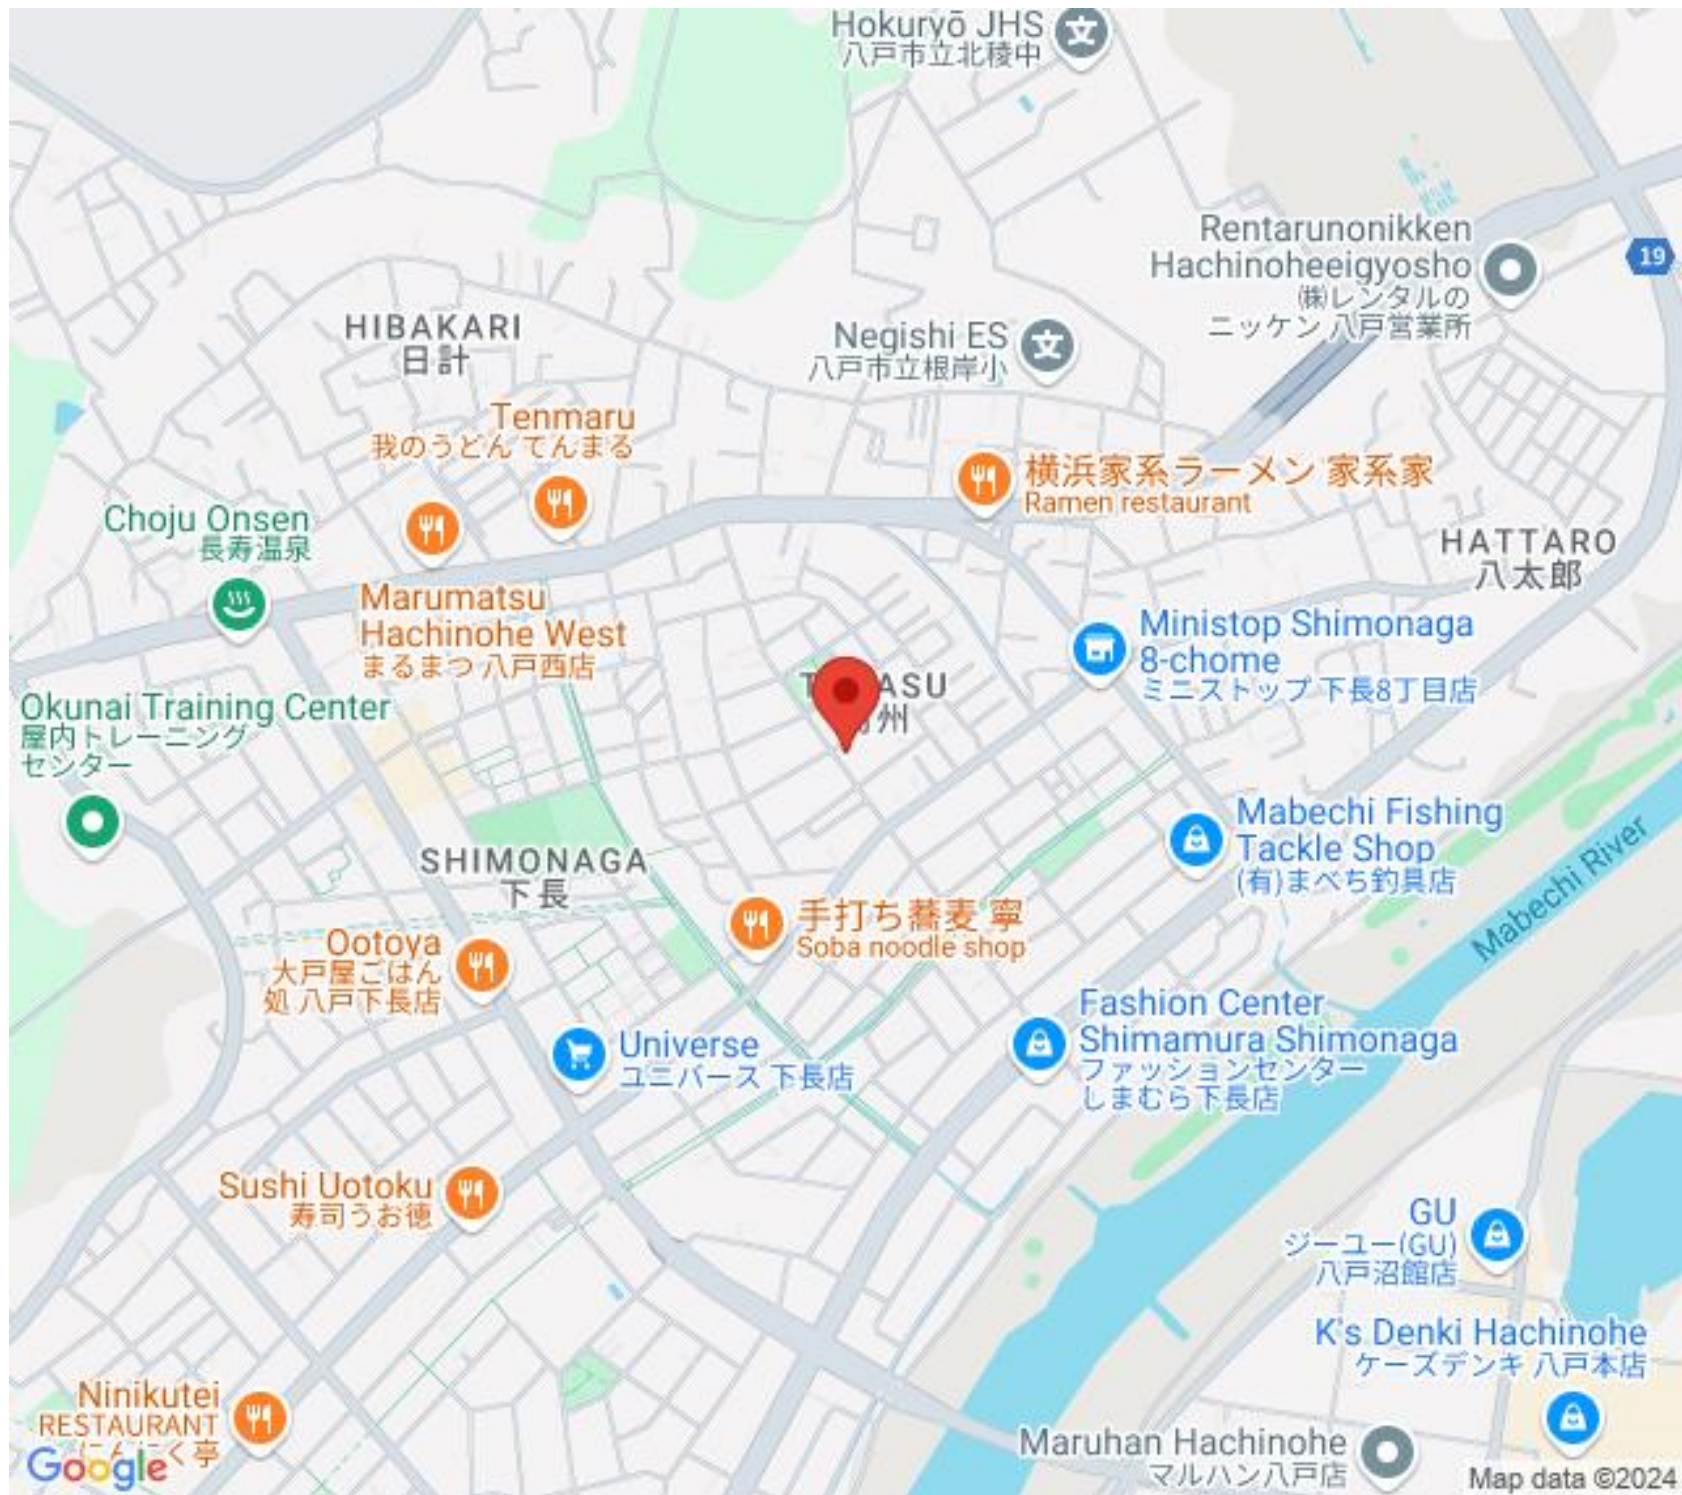 Hokuryō JHS
八戸市立北稜中
Rentarunonikken
Hachinoheeigyosho
㈱レンタルの
ニッケン 八戸営業所
19
HIBAKARI
日計
Negishi ES
八戸市立根岸小
Tenmaru
我のうどん てんまる
横浜家系ラーメン 家系家
Ramen restaurant
Choju Onsen
長寿温泉
HATTARO
八太郎
Marumatsu
Hachinohe West
まるまつ 八戸西店
Ministop Shimonaga
8-chome
ミニストップ 下長8丁目店
Okunai Training Center
屋内トレーニング
センター
ASU
州
Mabechi Fishing
Tackle Shop
(有)まべち釣具店
Mabechi River
SHIMONAGA
下長
手打ち蕎麦 寧
Soba noodle shop
Ootoya
大戸屋ごはん
処 八戸下長店
Fashion Center
Shimamura Shimonaga
ファッションセンター
しまむら下長店
Universe
ユニバース 下長店
Sushi Uotoku
寿司うお徳
GU
ジーユー(GU)
八戸沼館店
K's Denki Hachinohe
ケーズデンキ 八戸本店
Ninikutei
RESTAURANT
にんにく亭
Maruhan Hachinohe
マルハン八戸店
Google
Map data ©2024